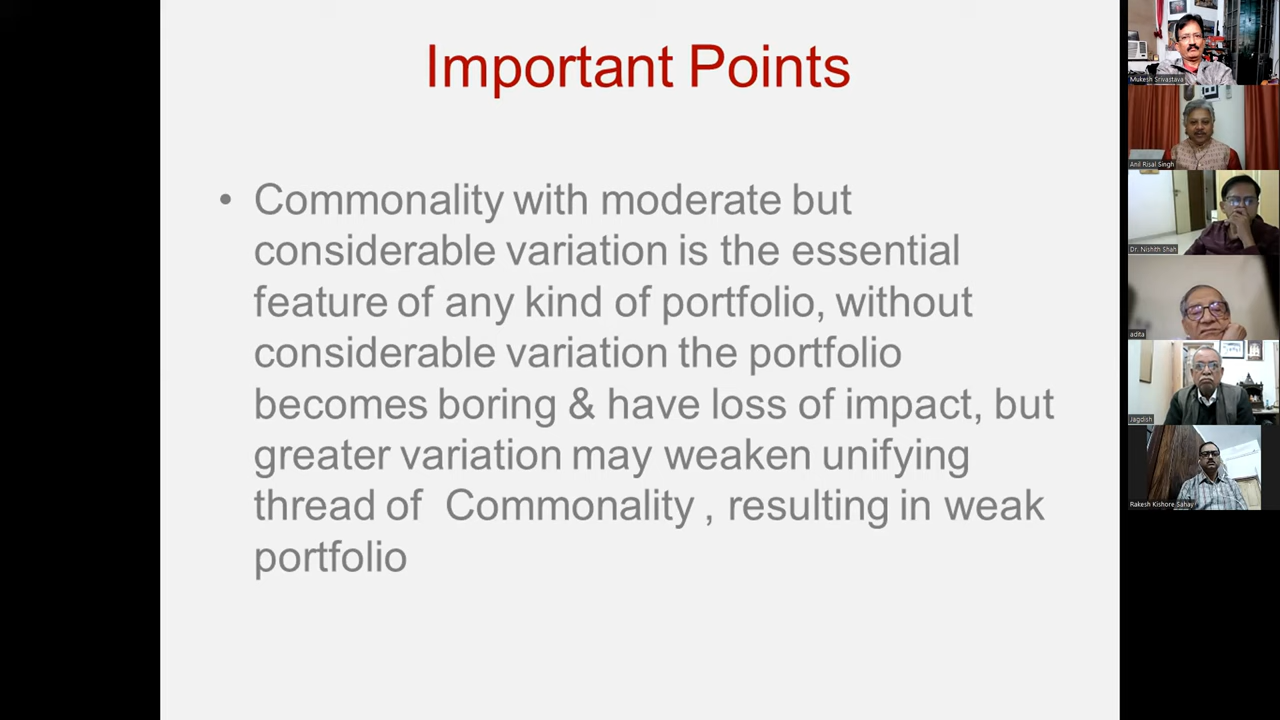 Important Points
• Commonality with moderate but
considerable variation is the essential
feature of any kind of portfolio, without
considerable variation the portfolio
becomes boring & have loss of impact, but
greater variation may weaken unifying
thread of Commonality , resulting in weak
portfolio
Mukesh Srivastava
Anil Risal Singh
Dr. Nishith Shah
adita
Jagdish
Rakesh Kishore Sahay